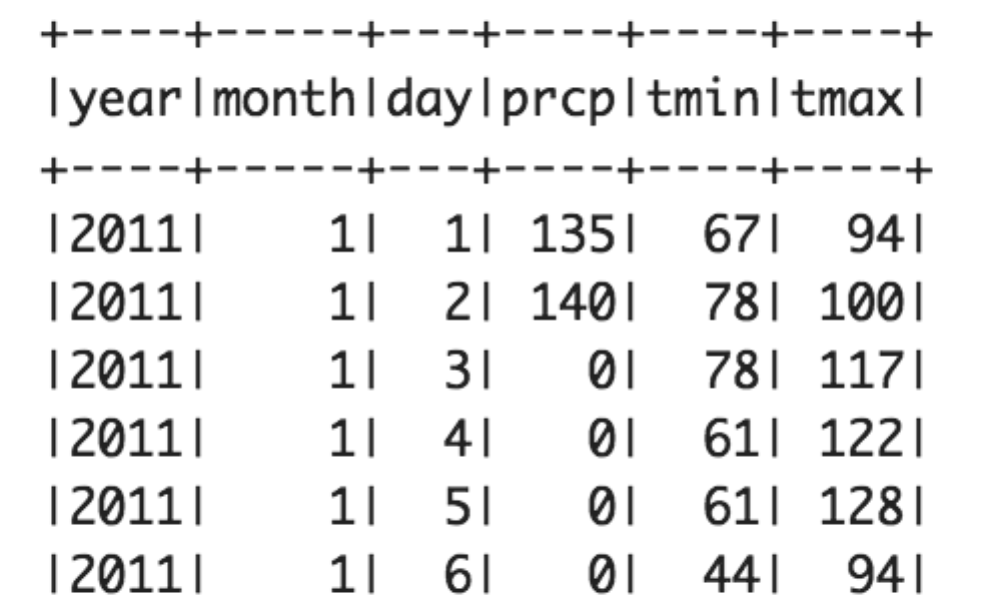 +----+-----+---+----+----+----+
|year|month|day|prcp|tmin|tmax|
+----+-----+---+----+----+----+
|2011|    1|  1| 135|  67|  94|
|2011|    1|  2| 140|  78| 100|
|2011|    1|  3|   0|  78| 117|
|2011|    1|  4|   0|  61| 122|
|2011|    1|  5|   0|  61| 128|
|2011|    1|  6|   0|  44|  94|